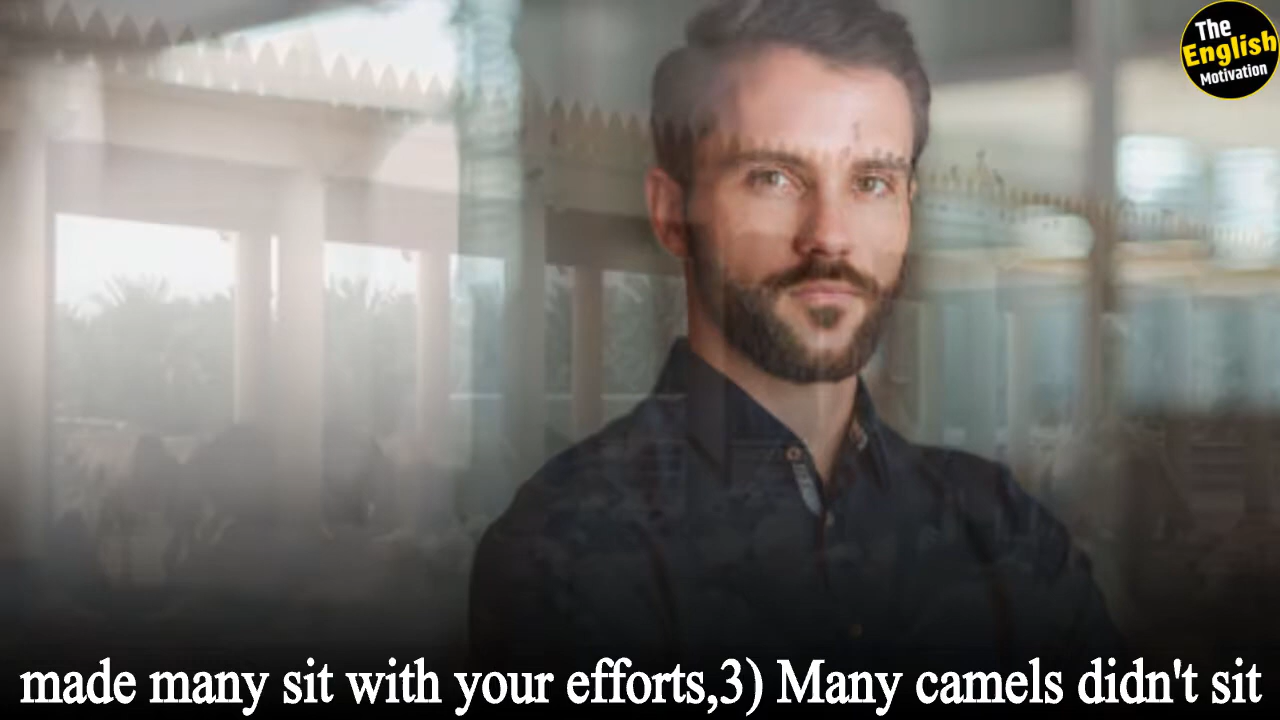 The
English
Motivation
made many sit with your efforts,3) Many camels didn't sit